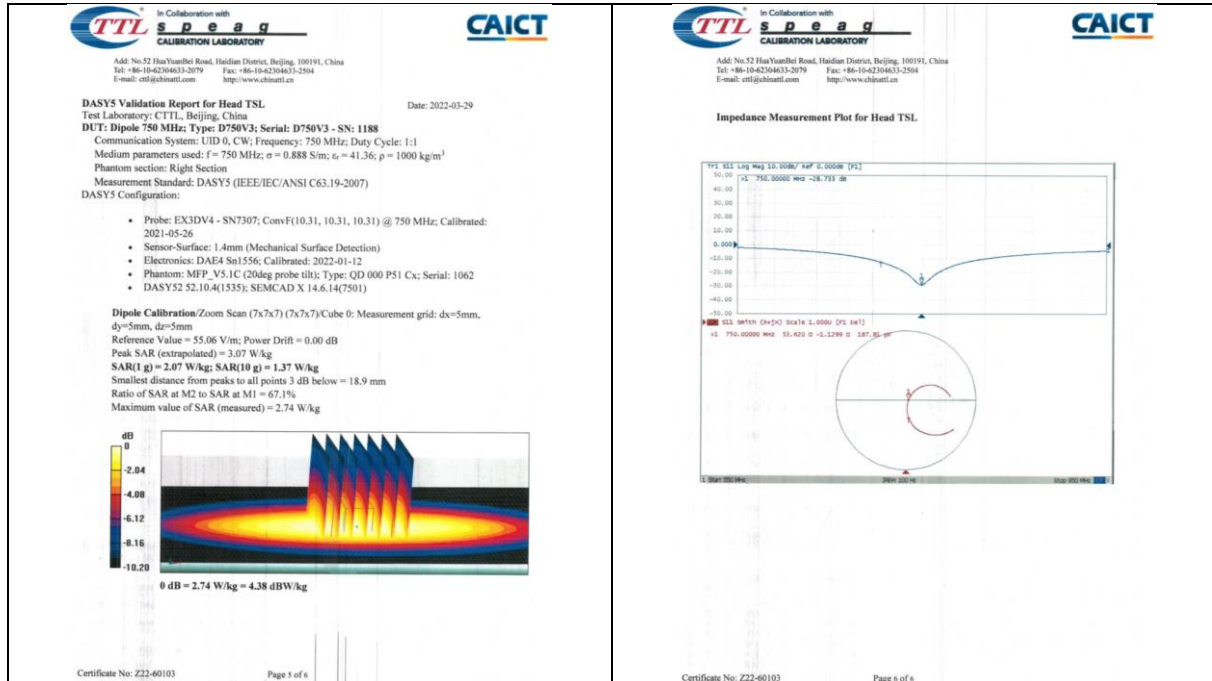 TTL
In Collaboration with
s p e a g
CALIBRATION LABORATORY
CAICT
Add: No.52 HuaYuanBei Road, Haidian District, Beijing, 100191, China
Tel: +86-10-62304633-2079 Fax: +86-10-62304633-2504
E-mail: cttl@chinattl.com http://www.chinattl.cn
DASY5 Validation Report for Head TSL Date: 2022-03-29
Test Laboratory: CTTL, Beijing, China
DUT: Dipole 750 MHz; Type: D750V3; Serial: D750V3 - SN: 1188
Communication System: UID 0, CW; Frequency: 750 MHz; Duty Cycle: 1:1
Medium parameters used: f = 750 MHz; σ = 0.888 S/m; εr = 41.36; ρ = 1000 kg/m³
Phantom section: Right Section
Measurement Standard: DASY5 (IEEE/IEC/ANSI C63.19-2007)
DASY5 Configuration:
• Probe: EX3DV4 - SN7307; ConvF(10.31, 10.31, 10.31) @ 750 MHz; Calibrated:
2021-05-26
• Sensor-Surface: 1.4mm (Mechanical Surface Detection)
• Electronics: DAE4 Sn1556; Calibrated: 2022-01-12
• Phantom: MFP_V5.1C (20deg probe tilt); Type: QD 000 P51 Cx; Serial: 1062
• DASY52 52.10.4(1535); SEMCAD X 14.6.14(7501)
Dipole Calibration/Zoom Scan (7x7x7) (7x7x7)/Cube 0: Measurement grid: dx=5mm,
dy=5mm, dz=5mm
Reference Value = 55.06 V/m; Power Drift = 0.00 dB
Peak SAR (extrapolated) = 3.07 W/kg
SAR(1 g) = 2.07 W/kg; SAR(10 g) = 1.37 W/kg
Smallest distance from peaks to all points 3 dB below = 18.9 mm
Ratio of SAR at M2 to SAR at M1 = 67.1%
Maximum value of SAR (measured) = 2.74 W/kg
dB
0
-2.04
-4.08
-6.12
-8.16
-10.20
0 dB = 2.74 W/kg = 4.38 dBW/kg
Certificate No: Z22-60103 Page 5 of 6
TTL
In Collaboration with
s p e a g
CALIBRATION LABORATORY
CAICT
Add: No.52 HuaYuanBei Road, Haidian District, Beijing, 100191, China
Tel: +86-10-62304633-2079 Fax: +86-10-62304633-2504
E-mail: cttl@chinattl.com http://www.chinattl.cn
Impedance Measurement Plot for Head TSL
Tr1 S11 Log Mag 10.00dB/ Ref 0.000dB [F1]
50.00
>1 750.00000 MHz -28.733 dB
40.00
30.00
20.00
10.00
0.000
-10.00
-20.00
-30.00
-40.00
-50.00
S11 Smith (R+jX) Scale 1.000U [F1 Del]
>1 750.00000 MHz 53.620 Ω -1.1299 Ω 187.81 pF
1 Start 550 MHz IFBW 100 Hz Stop 950 MHz
Certificate No: Z22-60103 Page 6 of 6